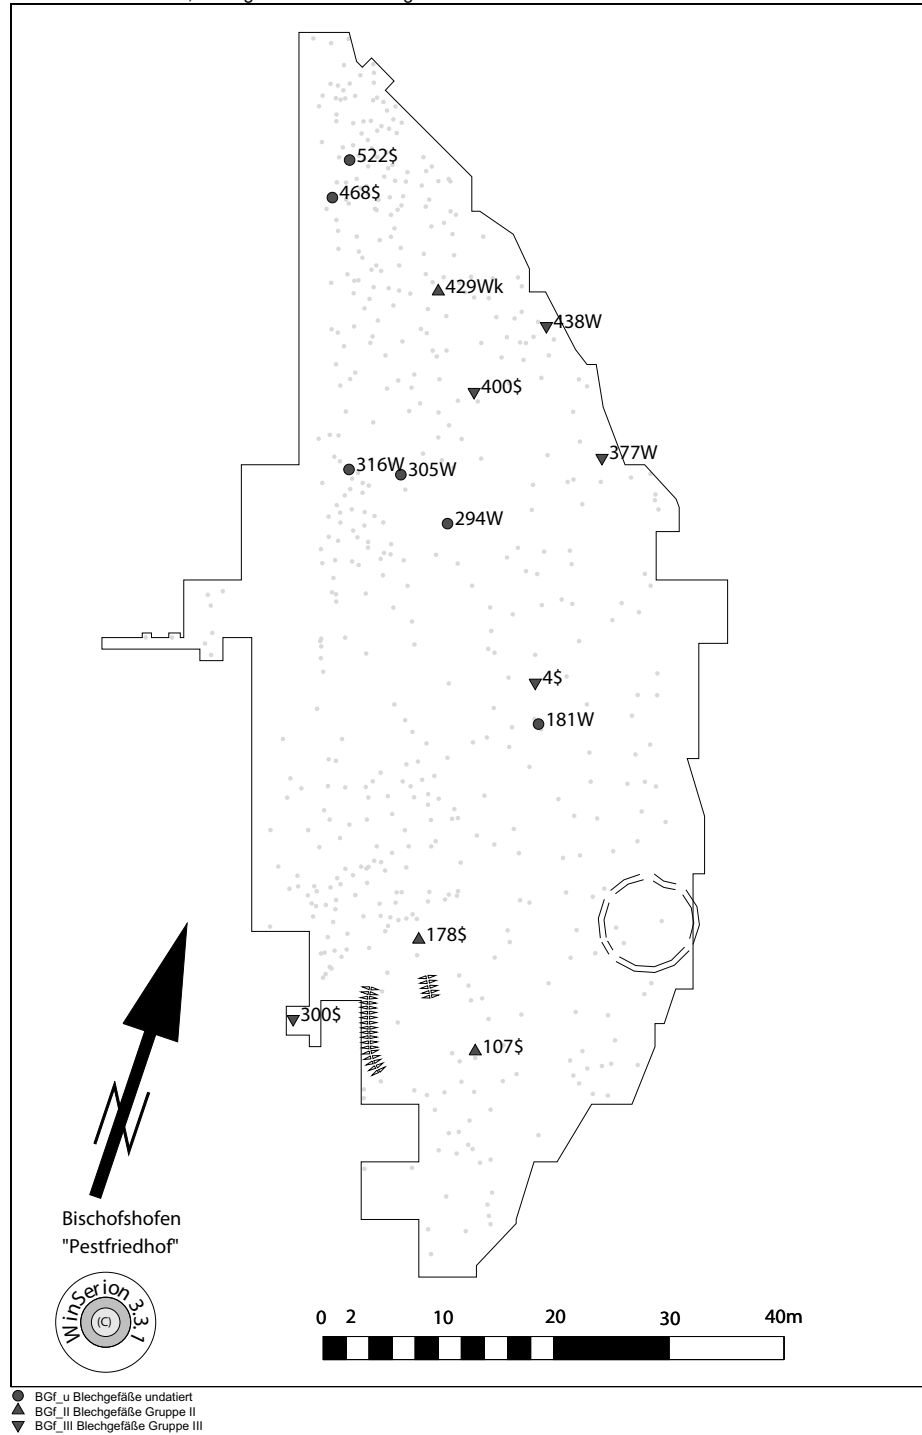 522$
468$
429Wk
438W
400$
377W
316W
305W
294W
4$
181W
178$
300$
107$
Bischofshofen
"Pestfriedhof"
WinSerion 3.3.1
(C)
0 2 10 20 30 40m
BGf_u Blechgefäße undatiert
BGf_II Blechgefäße Gruppe II
BGf_III Blechgefäße Gruppe III